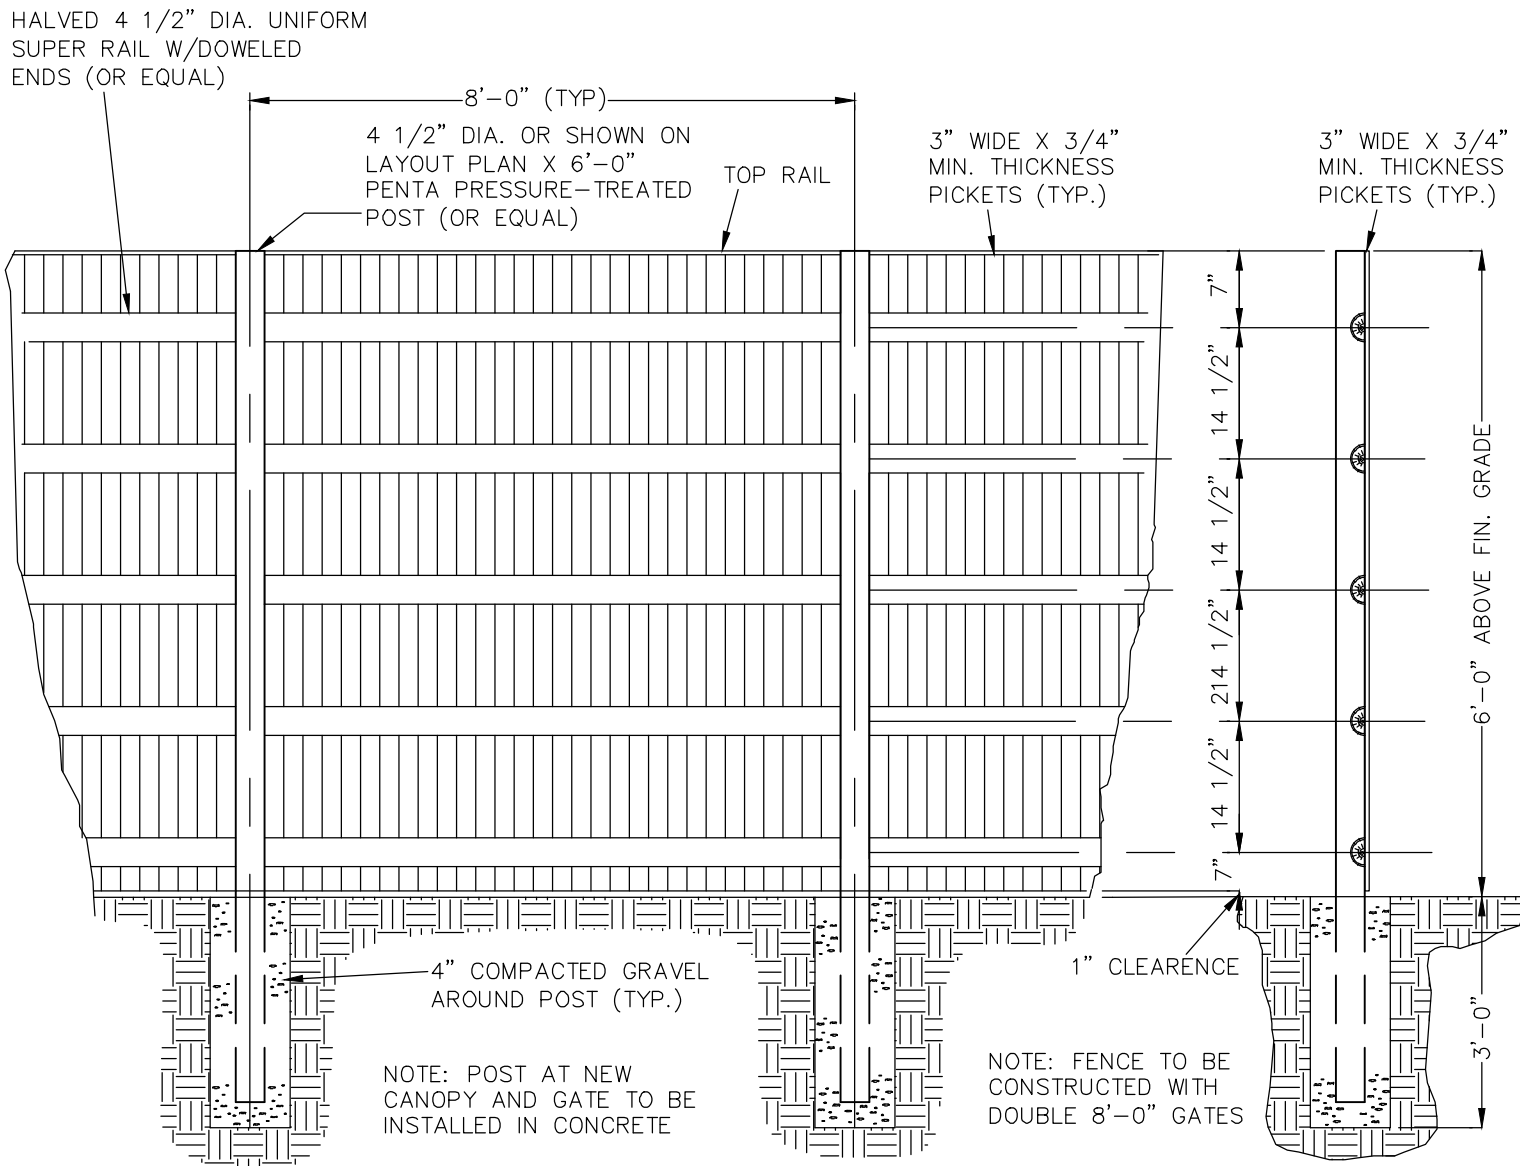 HALVED 4 1/2” DIA. UNIFORM
SUPER RAIL W/DOWELED
ENDS (OR EQUAL)
8’–0” (TYP)
4 1/2” DIA. OR SHOWN ON
LAYOUT PLAN X 6’–0”
PENTA PRESSURE–TREATED
POST (OR EQUAL)
TOP RAIL
3” WIDE X 3/4”
MIN. THICKNESS
PICKETS (TYP.)
3” WIDE X 3/4”
MIN. THICKNESS
PICKETS (TYP.)
7”
14 1/2”
14 1/2”
214 1/2”
14 1/2”
7”
6’–0” ABOVE FIN. GRADE
3’–0”
1” CLEARENCE
4” COMPACTED GRAVEL
AROUND POST (TYP.)
NOTE: POST AT NEW
CANOPY AND GATE TO BE
INSTALLED IN CONCRETE
NOTE: FENCE TO BE
CONSTRUCTED WITH
DOUBLE 8’–0” GATES